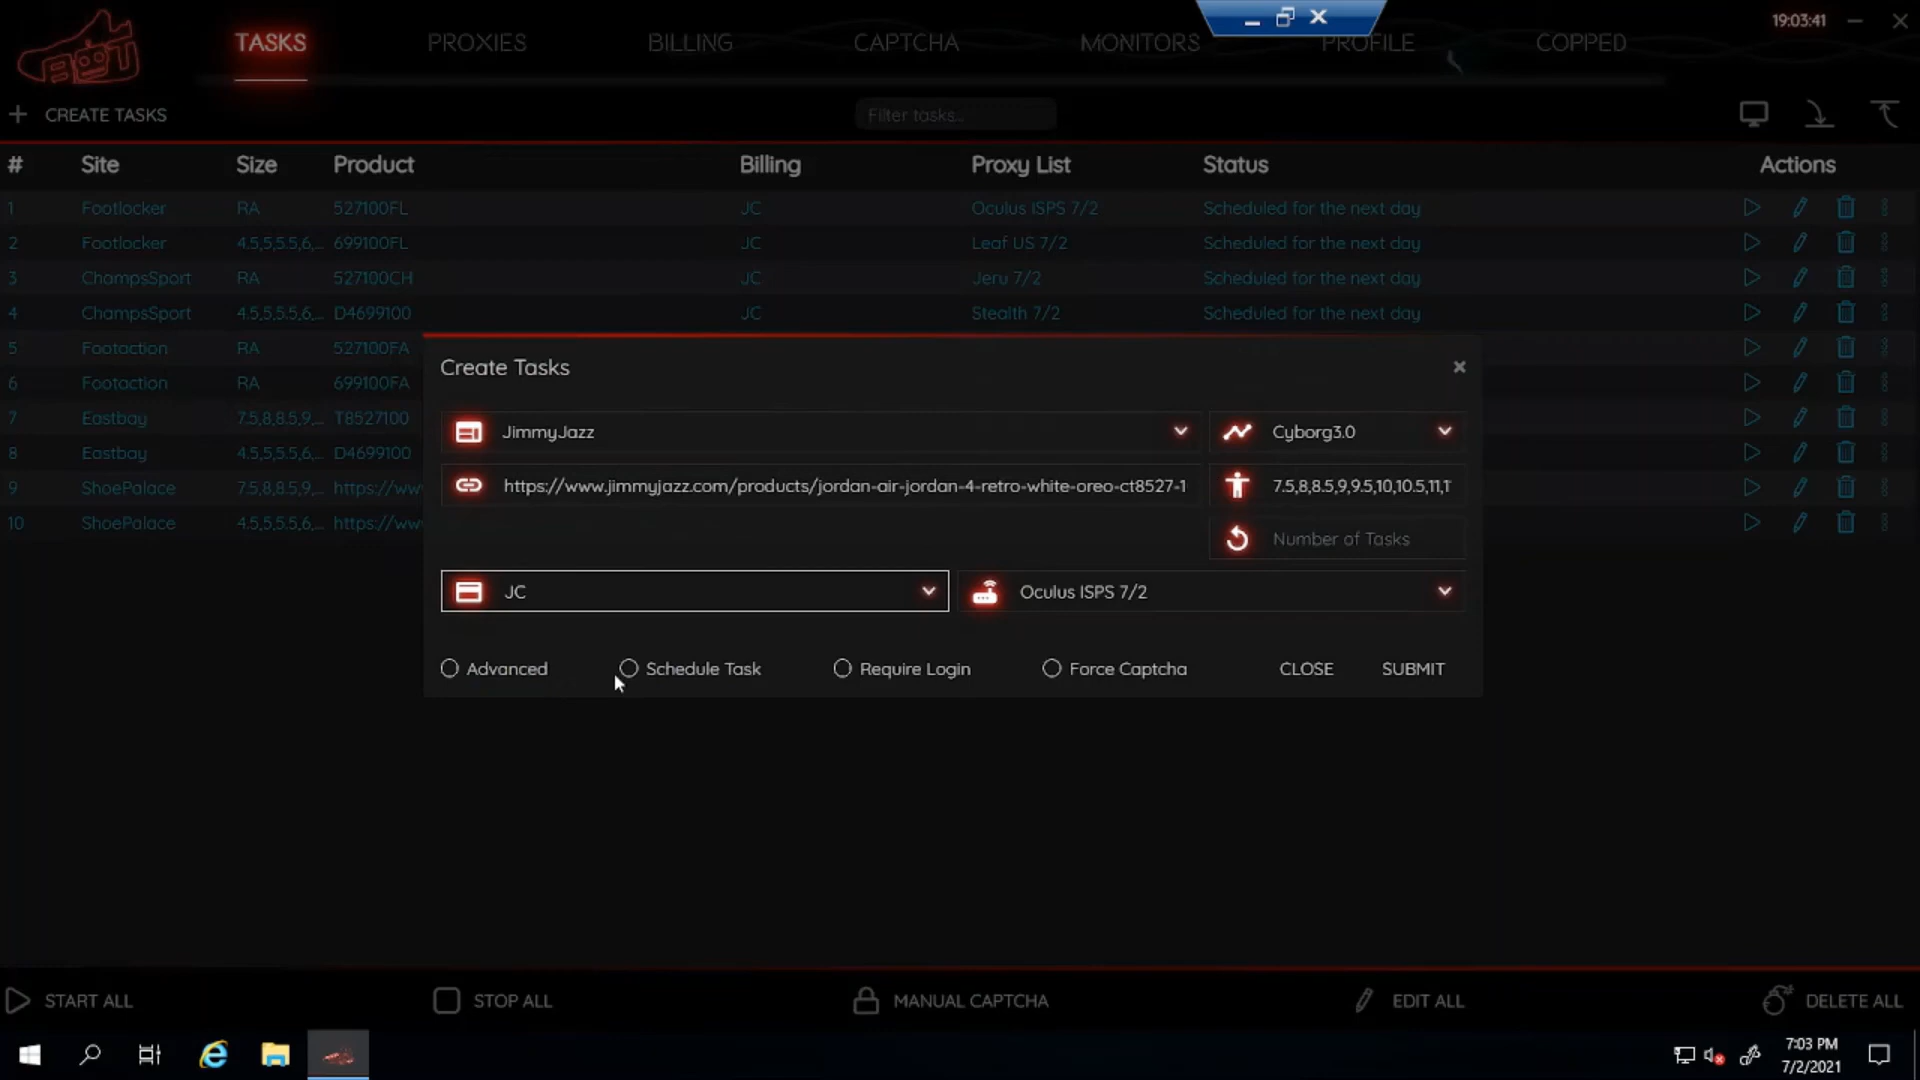 TASKS PROXIES BILLING CAPTCHA MONITORS PROFILE COPPED 19:03:41
CREATE TASKS Filter tasks...
# Site Size Product Billing Proxy List Status Actions
1 Footlocker RA 527100FL JC Oculus ISPS 7/2 Scheduled for the next day
2 Footlocker 4.5,5,5.5,6,... 699100FL JC Leaf US 7/2 Scheduled for the next day
3 ChampsSport RA 527100CH JC Jeru 7/2 Scheduled for the next day
4 ChampsSport 4.5,5,5.5,6,... D4699100 JC Stealth 7/2 Scheduled for the next day
5 Footaction RA 527100FA
6 Footaction RA 699100FA
7 Eastbay 7.5,8,8.5,9,... T8527100
8 Eastbay 4.5,5,5.5,6,... D4699100
9 ShoePalace 7.5,8,8.5,9,... https://ww
10 ShoePalace 4.5,5,5.5,6,... https://ww
Create Tasks
JimmyJazz Cyborg3.0
https://www.jimmyjazz.com/products/jordan-air-jordan-4-retro-white-oreo-ct8527-1 7.5,8,8.5,9,9.5,10,10.5,11,1
Number of Tasks
JC Oculus ISPS 7/2
Advanced Schedule Task Require Login Force Captcha CLOSE SUBMIT
START ALL STOP ALL MANUAL CAPTCHA EDIT ALL DELETE ALL
7:03 PM
7/2/2021